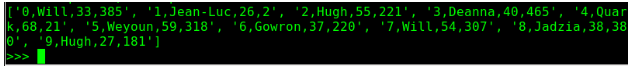 ['0,Will,33,385', '1,Jean-Luc,26,2', '2,Hugh,55,221', '3,Deanna,40,465', '4,Quar
k,68,21', '5,Weyoun,59,318', '6,Gowron,37,220', '7,Will,54,307', '8,Jadzia,38,38
0', '9,Hugh,27,181']
>>>